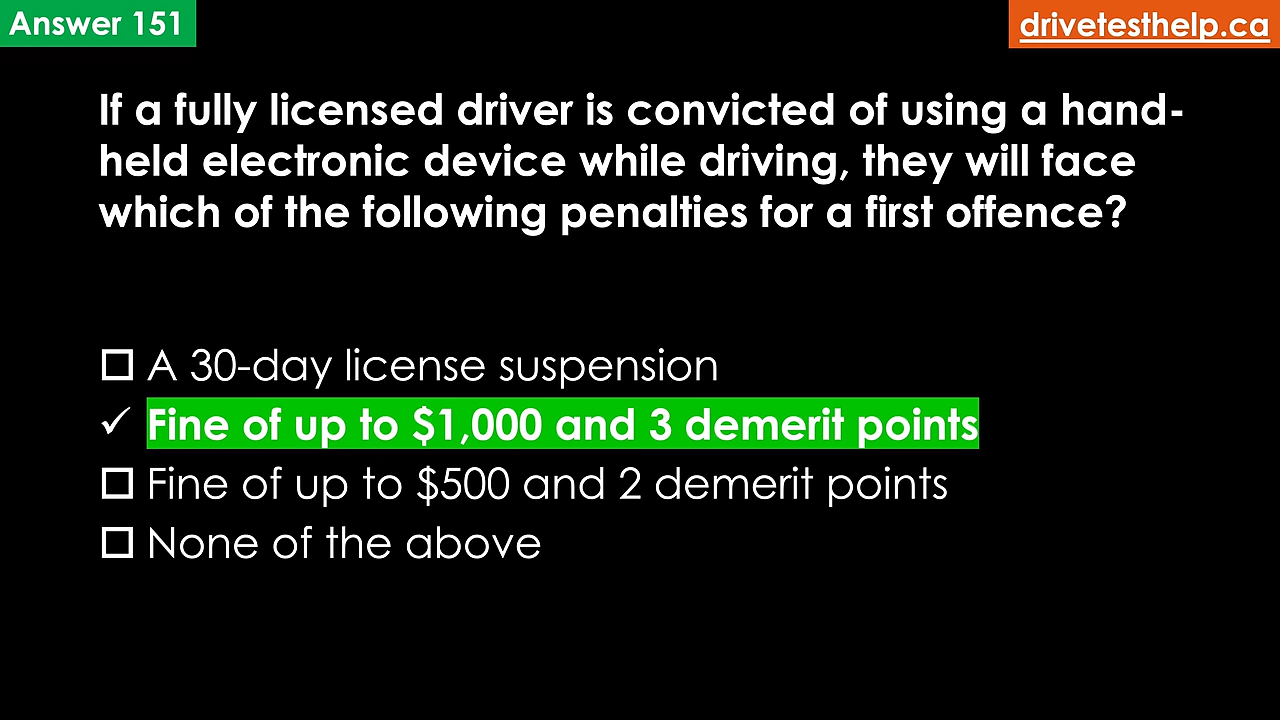 Answer 151
drivetesthelp.ca
If a fully licensed driver is convicted of using a hand-
held electronic device while driving, they will face
which of the following penalties for a first offence?
A 30-day license suspension
Fine of up to $1,000 and 3 demerit points
Fine of up to $500 and 2 demerit points
None of the above